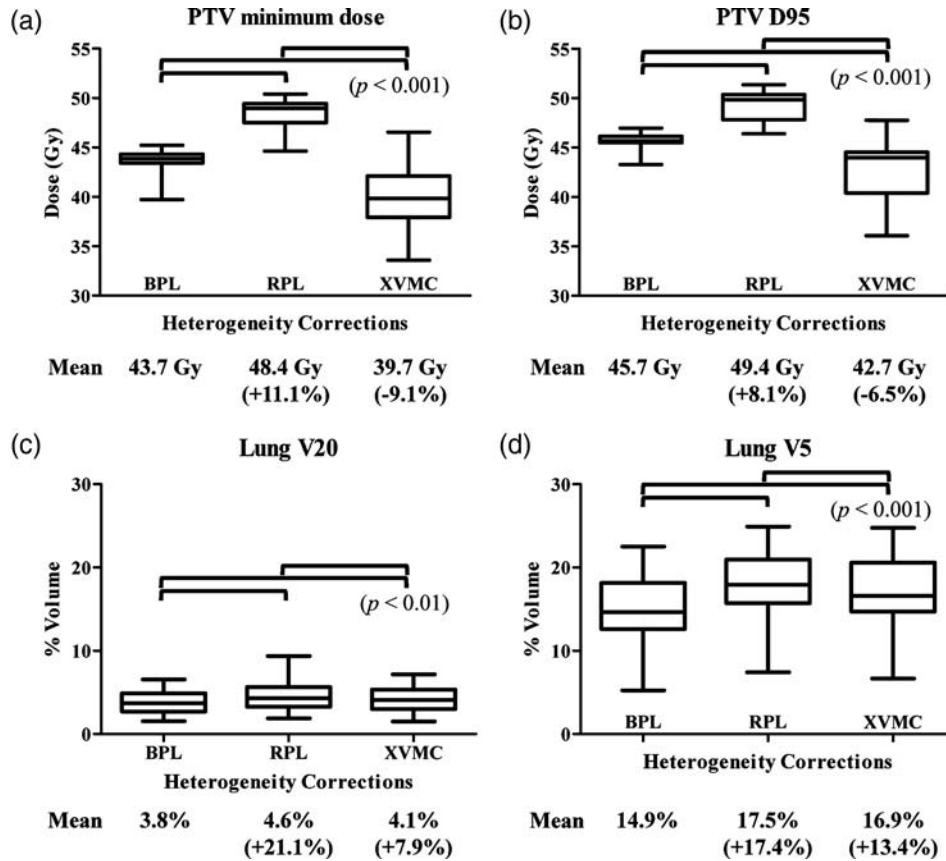 (a)
PTV minimum dose
55
50
45
40
35
30
Dose (Gy)
(p < 0.001)
BPL RPL XVMC
Heterogeneity Corrections
Mean 43.7 Gy 48.4 Gy 39.7 Gy
(+11.1%) (-9.1%)
(b)
PTV D95
55
50
45
40
35
30
Dose (Gy)
(p < 0.001)
BPL RPL XVMC
Heterogeneity Corrections
Mean 45.7 Gy 49.4 Gy 42.7 Gy
(+8.1%) (-6.5%)
(c)
Lung V20
30
20
10
0
% Volume
(p < 0.01)
BPL RPL XVMC
Heterogeneity Corrections
Mean 3.8% 4.6% 4.1%
(+21.1%) (+7.9%)
(d)
Lung V5
30
20
10
0
% Volume
(p < 0.001)
BPL RPL XVMC
Heterogeneity Corrections
Mean 14.9% 17.5% 16.9%
(+17.4%) (+13.4%)